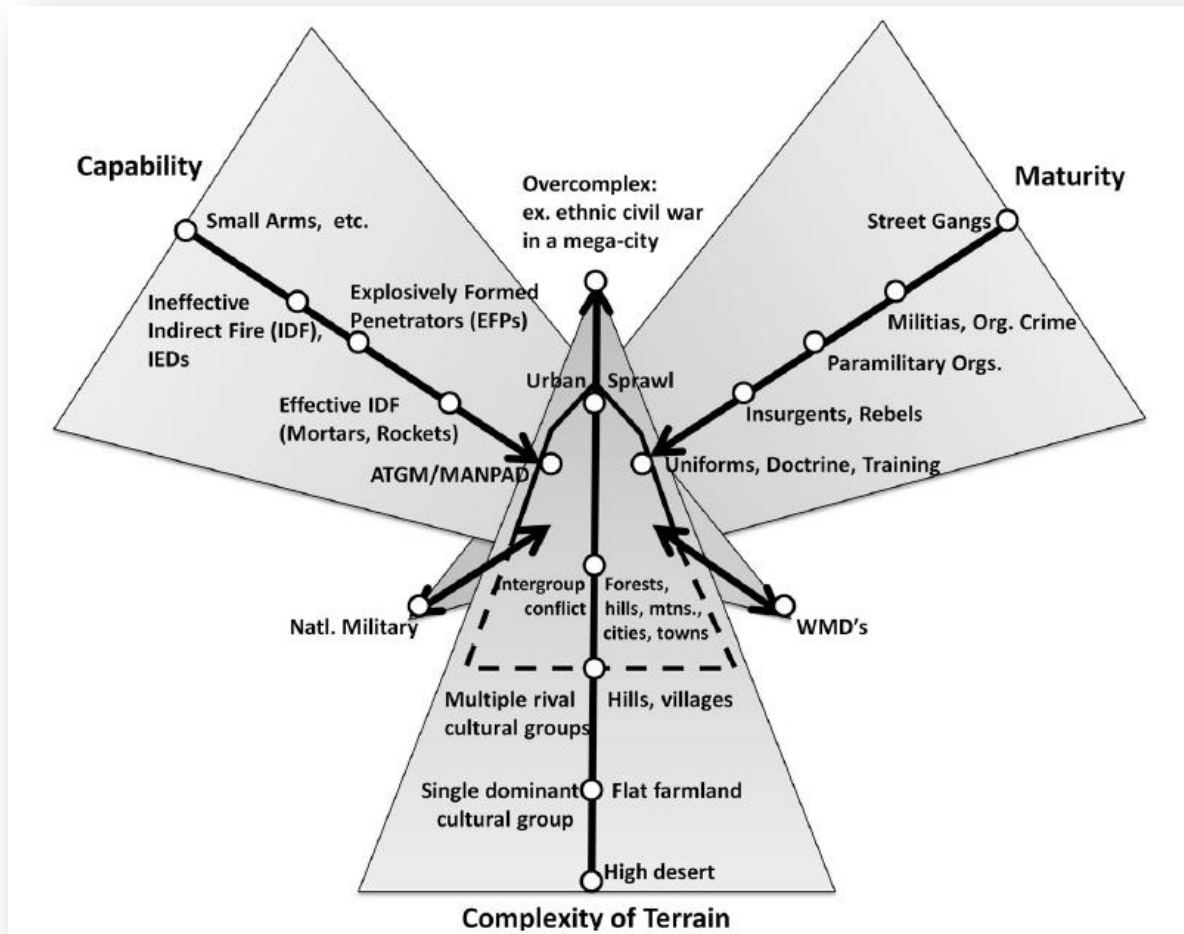 Capability
Small Arms, etc.
Ineffective
Indirect Fire (IDF),
IEDs
Explosively Formed
Penetrators (EFPs)
Effective IDF
(Mortars, Rockets)
ATGM/MANPAD
Overcomplex:
ex. ethnic civil war
in a mega-city
Maturity
Street Gangs
Militias, Org. Crime
Paramilitary Orgs.
Insurgents, Rebels
Uniforms, Doctrine, Training
Urban Sprawl
Natl. Military
WMD's
Intergroup
conflict
Forests,
hills, mtns.,
cities, towns
Multiple rival
cultural groups
Hills, villages
Single dominant
cultural group
Flat farmland
High desert
Complexity of Terrain